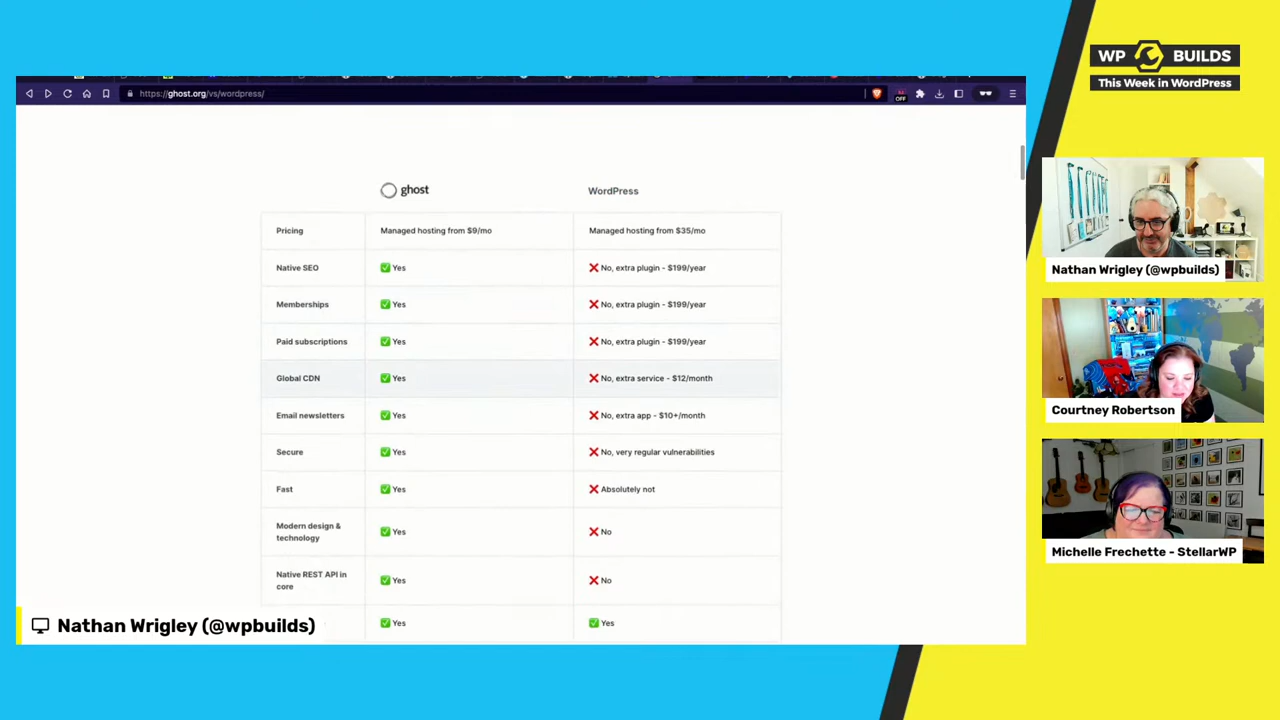 WP BUILDS
This Week in WordPress
https://ghost.org/vs/wordpress/
OFF
ghost WordPress
Pricing Managed hosting from $9/mo Managed hosting from $35/mo
Native SEO ✅ Yes ❌ No, extra plugin - $199/year
Memberships ✅ Yes ❌ No, extra plugin - $199/year
Paid subscriptions ✅ Yes ❌ No, extra plugin - $199/year
Global CDN ✅ Yes ❌ No, extra service - $12/month
Email newsletters ✅ Yes ❌ No, extra app - $10+/month
Secure ✅ Yes ❌ No, very regular vulnerabilities
Fast ✅ Yes ❌ Absolutely not
Modern design &
technology ✅ Yes ❌ No
Native REST API in
core ✅ Yes ❌ No
✅ Yes ✅ Yes
Nathan Wrigley (@wpbuilds)
Nathan Wrigley (@wpbuilds)
Courtney Robertson
Michelle Frechette - StellarWP